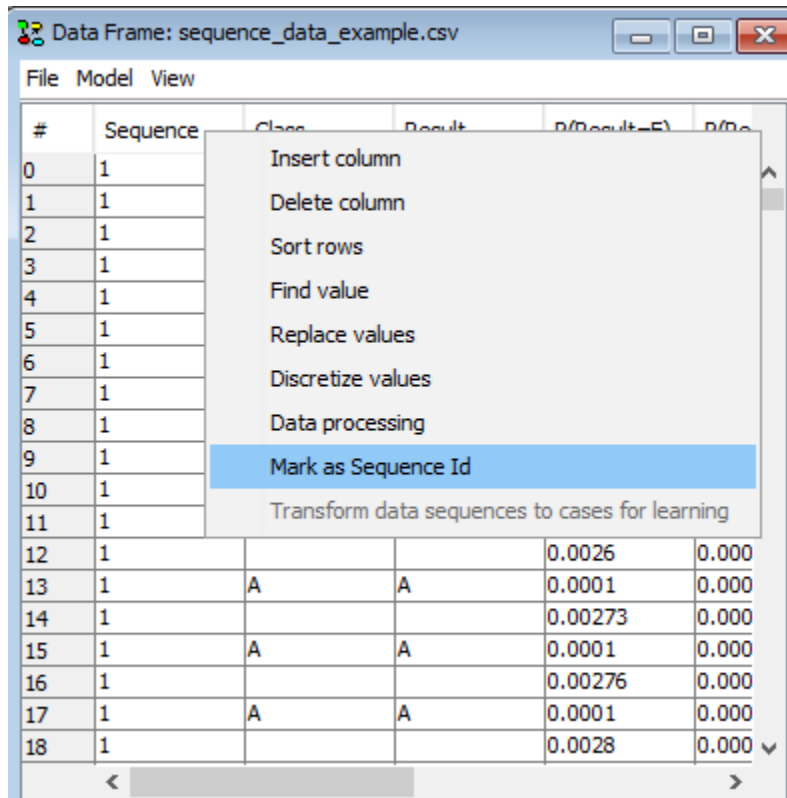 Data Frame: sequence_data_example.csv
File Model View
# Sequence Class Result P(Result=F)
Insert column
Delete column
Sort rows
Find value
Replace values
Discretize values
Data processing
Mark as Sequence Id
Transform data sequences to cases for learning
0 1
1 1
2 1
3 1
4 1
5 1
6 1
7 1
8 1
9 1
10 1
11 1
12 1 0.0026 0.000
13 1 A A 0.0001 0.000
14 1 0.00273 0.000
15 1 A A 0.0001 0.000
16 1 0.00276 0.000
17 1 A A 0.0001 0.000
18 1 0.0028 0.000